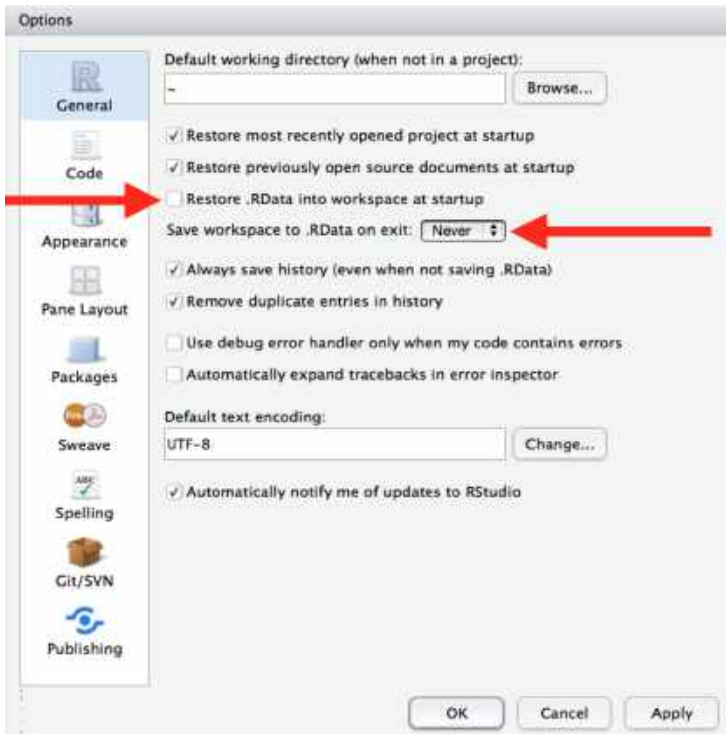 Options
General
Code
Appearance
Pane Layout
Packages
Sweave
ABC
Spelling
Git/SVN
Publishing
Default working directory (when not in a project):
~
Browse...
Restore most recently opened project at startup
Restore previously open source documents at startup
Restore .RData into workspace at startup
Save workspace to .RData on exit: Never
Always save history (even when not saving .RData)
Remove duplicate entries in history
Use debug error handler only when my code contains errors
Automatically expand tracebacks in error inspector
Default text encoding:
UTF-8
Change...
Automatically notify me of updates to RStudio
OK Cancel Apply